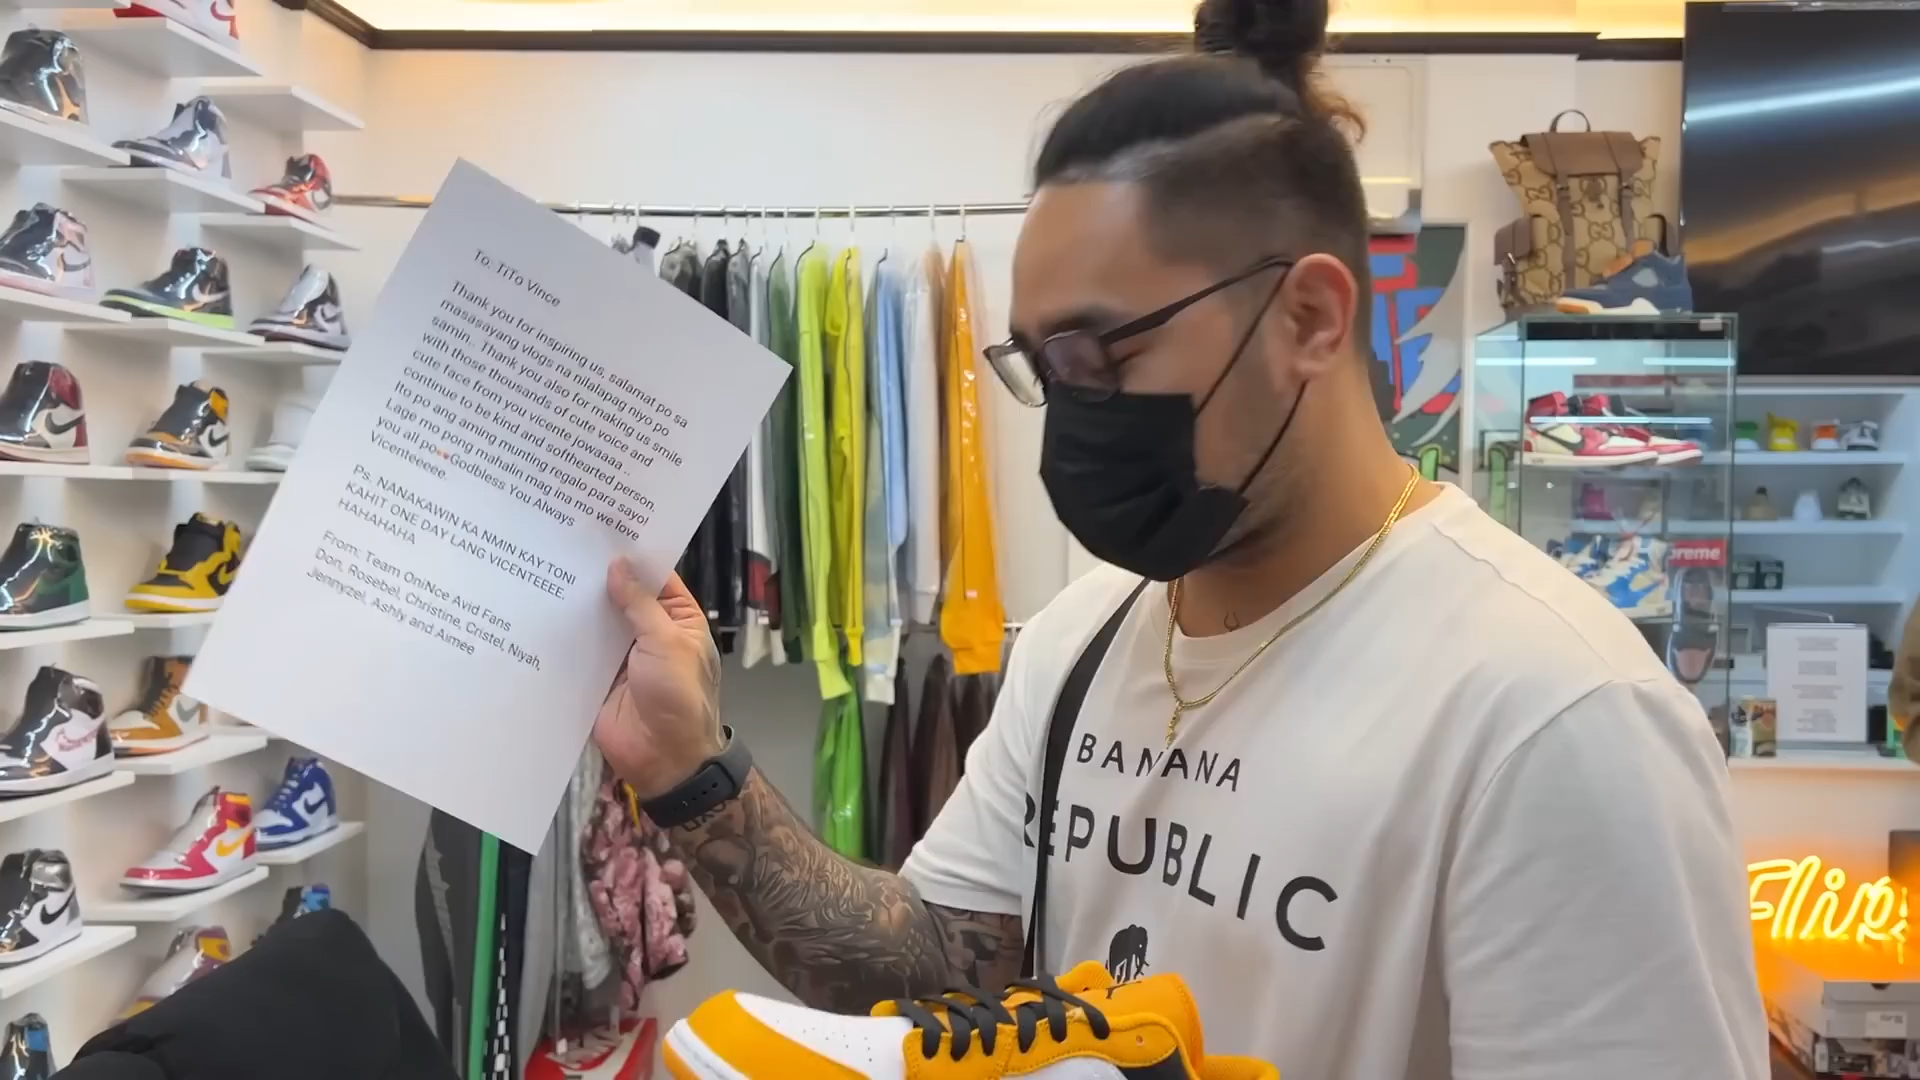 To: TiTo Vince
Thank you for inspiring us, salamat po sa
masasayang vlogs na nilalapag niyo po
samin.. Thank you also for making us smile
with those thousands of cute voice and
cute face from you vicente jowaaaa ..
continue to be kind and softhearted person.
Ito po ang aming munting regalo para sayo!
Lage mo pong mahalin mag ina mo we love
you all po♥Godbless You Always
Vicenteeeee.
Ps. NANAKAWIN KA NMIN KAY TONI
KAHIT ONE DAY LANG VICENTEEEE.
HAHAHAHA
From: Team OniNce Avid Fans
Don, Rosebel, Christine, Cristel, Niyah,
Jennyzel, Ashly and Aimee
BANANA
REPUBLIC
preme